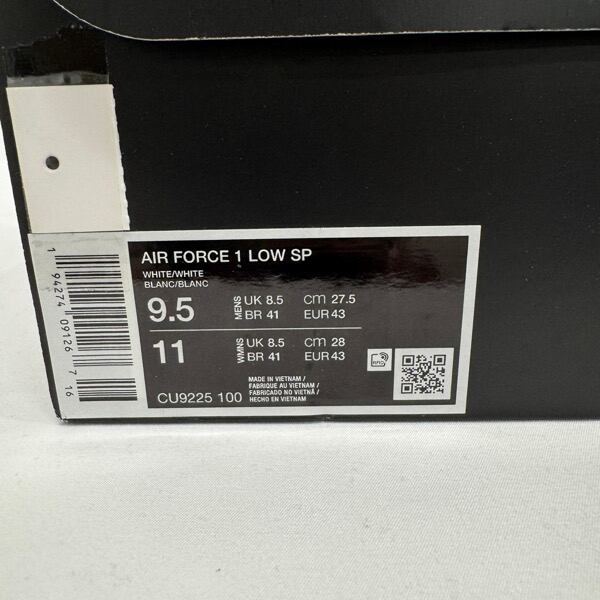 AIR FORCE 1 LOW SP
WHITE/WHITE
BLANC/BLANC
9.5 MENS UK 8.5 CM 27.5
BR 41 EUR 43
11 WMNS UK 8.5 CM 28
BR 41 EUR 43
CU9225 100
MADE IN VIETNAM /
FABRIQUE AU VIETNAM /
FABRICADO NO VIETNÃ /
HECHO EN VIETNAM
RFID
1 94274 09126 7 16